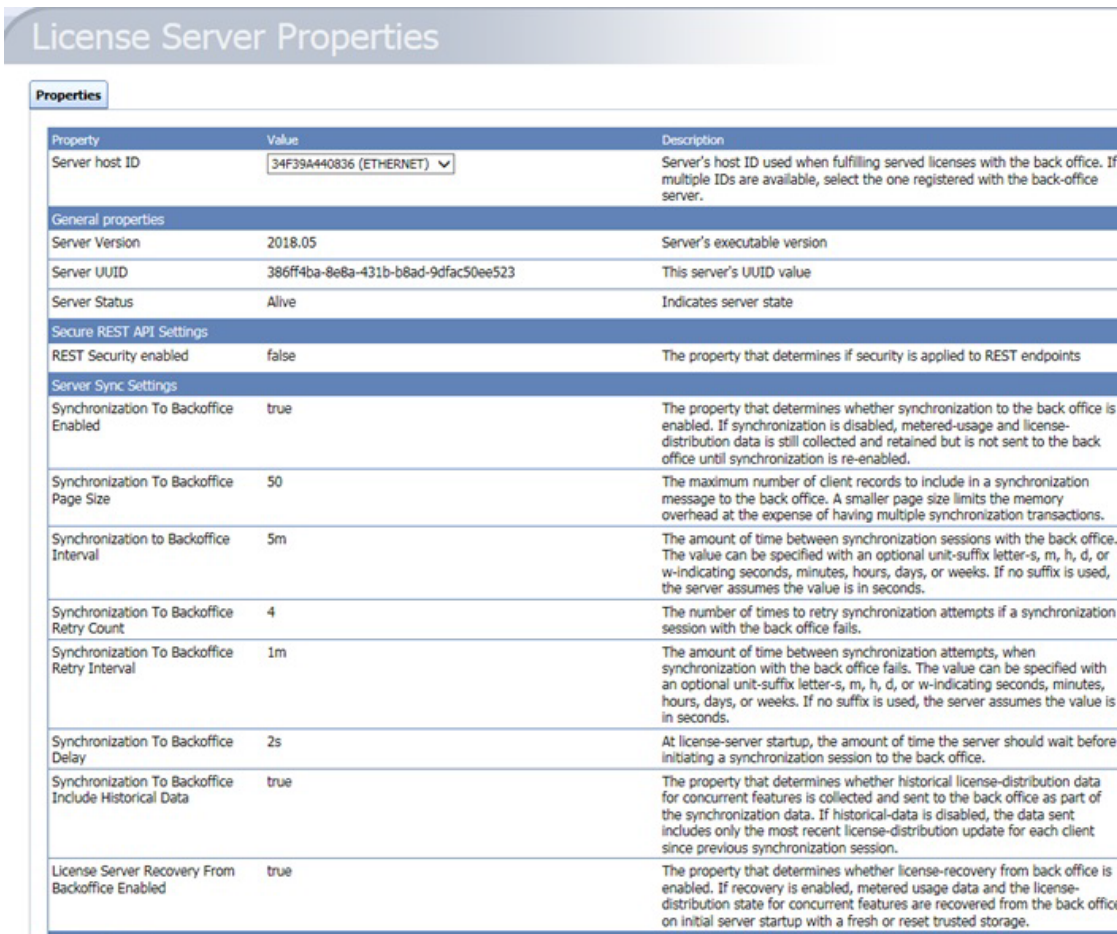 License Server Properties
Properties
Property Value Description
Server host ID 34F39A440836 (ETHERNET) Server's host ID used when fulfilling served licenses with the back office. If
multiple IDs are available, select the one registered with the back-office
server.
General properties
Server Version 2018.05 Server's executable version
Server UUID 386ff4ba-8e8a-431b-b8ad-9dfac50ee523 This server's UUID value
Server Status Alive Indicates server state
Secure REST API Settings
REST Security enabled false The property that determines if security is applied to REST endpoints
Server Sync Settings
Synchronization To Backoffice true The property that determines whether synchronization to the back office is
Enabled enabled. If synchronization is disabled, metered-usage and license-
distribution data is still collected and retained but is not sent to the back
office until synchronization is re-enabled.
Synchronization To Backoffice 50 The maximum number of client records to include in a synchronization
Page Size message to the back office. A smaller page size limits the memory
overhead at the expense of having multiple synchronization transactions.
Synchronization to Backoffice 5m The amount of time between synchronization sessions with the back office.
Interval The value can be specified with an optional unit-suffix letter-s, m, h, d, or
w-indicating seconds, minutes, hours, days, or weeks. If no suffix is used,
the server assumes the value is in seconds.
Synchronization To Backoffice 4 The number of times to retry synchronization attempts if a synchronization
Retry Count session with the back office fails.
Synchronization To Backoffice 1m The amount of time between synchronization attempts, when
Retry Interval synchronization with the back office fails. The value can be specified with
an optional unit-suffix letter-s, m, h, d, or w-indicating seconds, minutes,
hours, days, or weeks. If no suffix is used, the server assumes the value is
in seconds.
Synchronization To Backoffice 2s At license-server startup, the amount of time the server should wait before
Delay initiating a synchronization session to the back office.
Synchronization To Backoffice true The property that determines whether historical license-distribution data
Include Historical Data for concurrent features is collected and sent to the back office as part of
the synchronization data. If historical-data is disabled, the data sent
includes only the most recent license-distribution update for each client
since previous synchronization session.
License Server Recovery From true The property that determines whether license-recovery from back office is
Backoffice Enabled enabled. If recovery is enabled, metered usage data and the license-
distribution state for concurrent features are recovered from the back office
on initial server startup with a fresh or reset trusted storage.